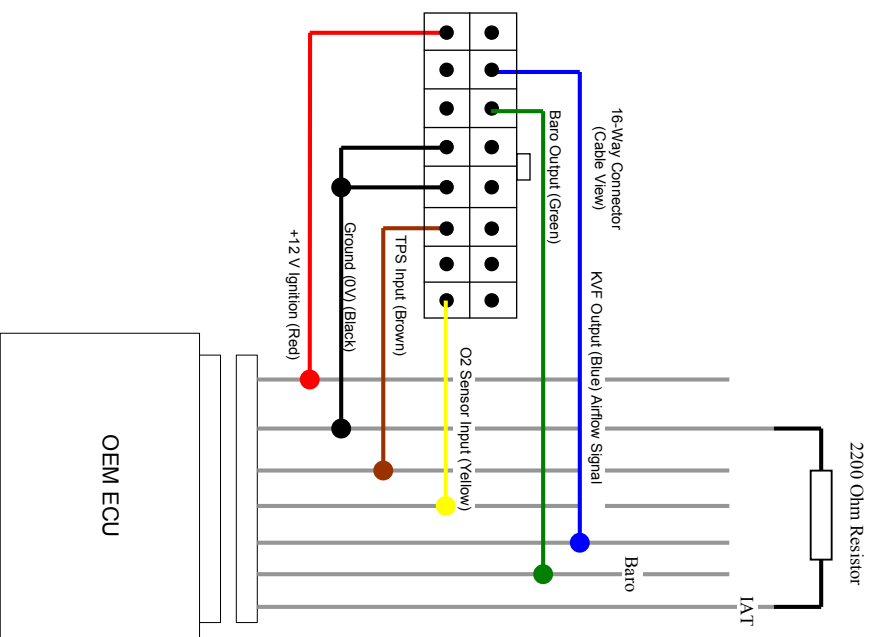 16-Way Connector
(Cable View)
Baro Output (Green)
KVF Output (Blue) Airflow Signal
+12 V Ignition (Red)
Ground (0V) (Black)
TPS Input (Brown)
O2 Sensor Input (Yellow)
OEM ECU
2200 Ohm Resistor
Baro
IAT